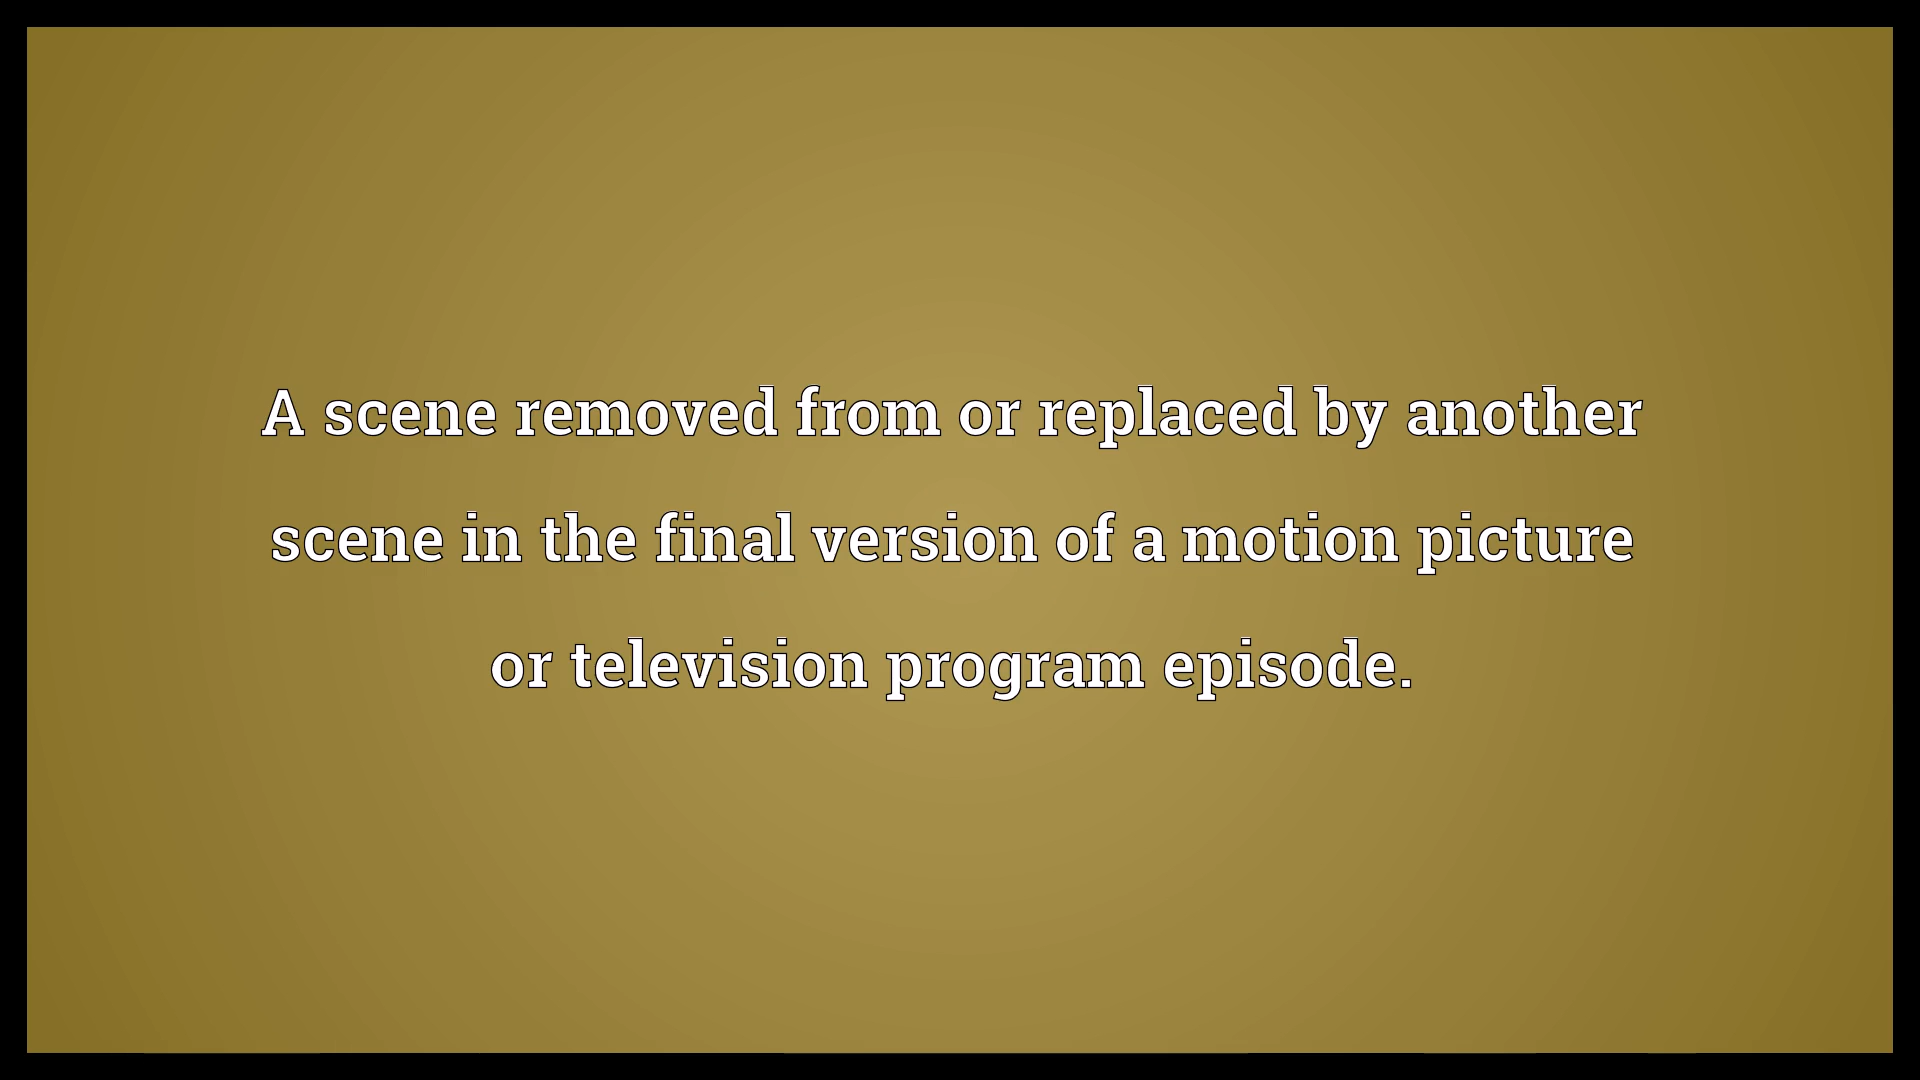 A scene removed from or replaced by another
scene in the final version of a motion picture
or television program episode.